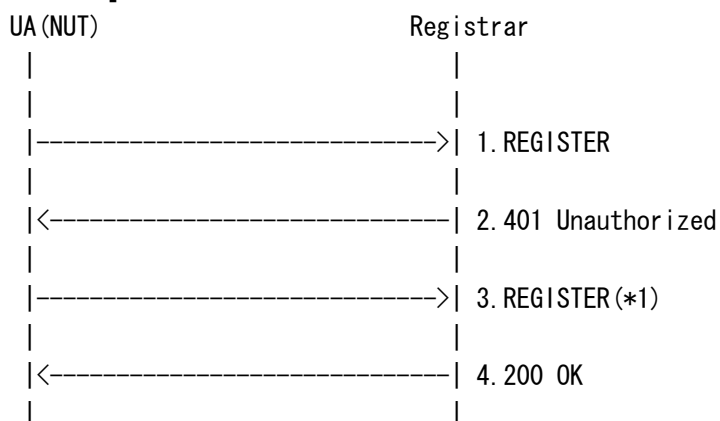 UA(NUT) Registrar
1.REGISTER
2.401 Unauthorized
3.REGISTER(*1)
4.200 OK